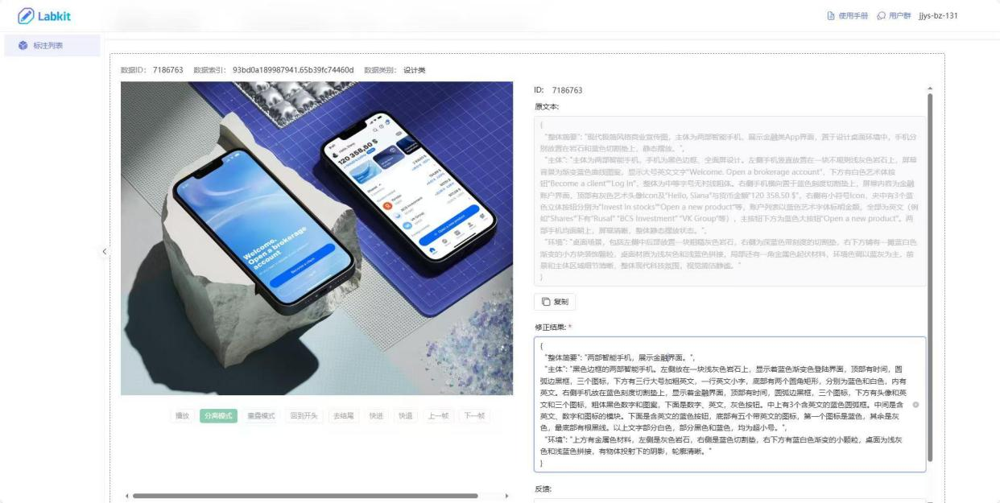 Labkit
使用手册
用户群
jjys-bz-131
标注列表
数据ID: 7186763 数据索引: 93bd0a189987941.65b39fc74460d 数据类别: 设计类
Welcome.
Open a brokerage
account
Become a client
Hello, Siana
120 358,50 $
Open a new product
播放
分离模式
重叠模式
回到开头
去结尾
快进
快退
上一帧
下一帧
ID: 7186763
原文本:
{
"整体简要": "现代极简风格商业宣传图，主体为两部智能手机，展示金融类App界面，置于设计桌面环境中，手机分
别放置在岩石和蓝色切割垫上，静态摆放。",
"主体": "主体为两部智能手机，手机为黑色边框，全面屏设计。左侧手机竖直放置在一块不规则浅灰色岩石上，屏幕
背景为渐变蓝色曲线图案，显示大号英文文字"Welcome. Open a brokerage account"，下方有白色艺术体按
钮"Become a client""Log in"，整体为中等字号无衬线粗体。右侧手机横向置于蓝色刻度切割垫上，屏幕内容为金融
账户界面，顶部有灰色艺术头像Icon及"Hello, Siana"与货币金额"120 358.50 $"，右侧有小符号Icon，夹中有3个蓝
色立体按钮分别为"Invest in stocks""Open a new product"等，账户列表以蓝色艺术字体标明金额，全部为英文（例
如"Shares"下有"Rusal" "BCS Investment" "VK Group"等），主按钮下方为蓝色大按钮"Open a new product"。两
部手机均面朝上，屏幕清晰，整体静态摆放状态。",
"环境": "桌面场景，包括左侧中后部放置一块粗糙灰色岩石，右侧为深蓝色带刻度的切割垫，右下方铺有一摊蓝白色
渐变的小方块装饰颗粒，桌面材质为浅灰色和浅蓝色拼接，局部还有一角金属色起伏材料，环境色调以蓝灰为主，前
景和主体区域细节清晰，整体现代科技氛围，视觉简洁静谧。"
}
复制
修正结果: *
{
"整体简要": "两部智能手机，展示金融界面。",
"主体": "黑色边框的两部智能手机。左侧放在一块浅灰色岩石上，显示着蓝色渐变色登陆界面，顶部有时间，圆
弧边黑框，三个图标，下方有三行大号加粗英文，一行英文小字，底部有两个圆角矩形，分别为蓝色和白色，内有
英文。右侧手机放在蓝色刻度切割垫上，显示着金融界面，顶部有时间，圆弧边黑框，三个图标，下方有头像和英
文和三个图标，粗体黑色数字和图案，下面是数字、英文，灰色按钮。中上有3个含英文的蓝色圆弧框。中间是含
英文、数字和图标的模块。下面是含英文的蓝色按钮，底部有五个带英文的图标，第一个图标是蓝色，其余是灰
色，最底部有根黑线。以上文字部分白色，部分黑色和蓝色，均为超小号。",
"环境": "上方有金属色材料，左侧是灰色岩石，右侧是蓝色切割垫，右下方有蓝白色渐变的小颗粒，桌面为浅灰
色和浅蓝色拼接，有物体投射下的阴影，轮廓清晰。"
}
反馈: